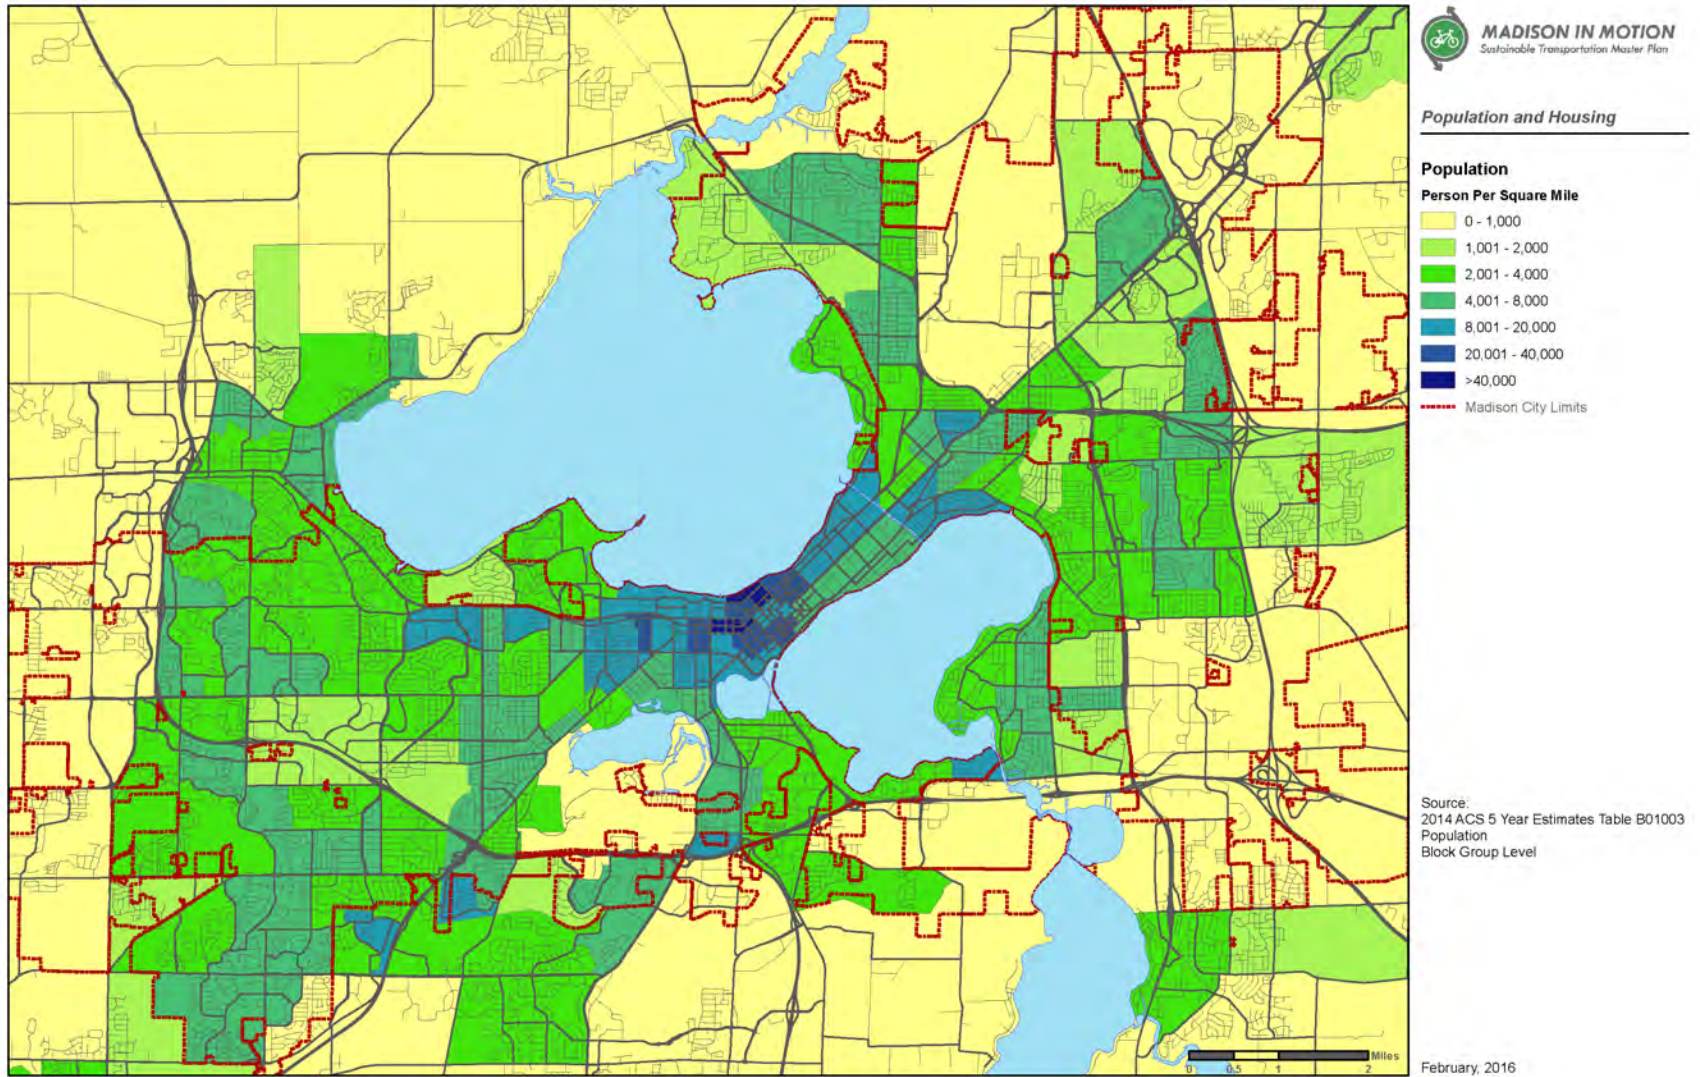 MADISON IN MOTION
Sustainable Transportation Master Plan
Population and Housing
Population
Person Per Square Mile
0 - 1,000
1,001 - 2,000
2,001 - 4,000
4,001 - 8,000
8,001 - 20,000
20,001 - 40,000
>40,000
Madison City Limits
Source:
2014 ACS 5 Year Estimates Table B01003
Population
Block Group Level
Miles
0 0.5 1 2
February, 2016